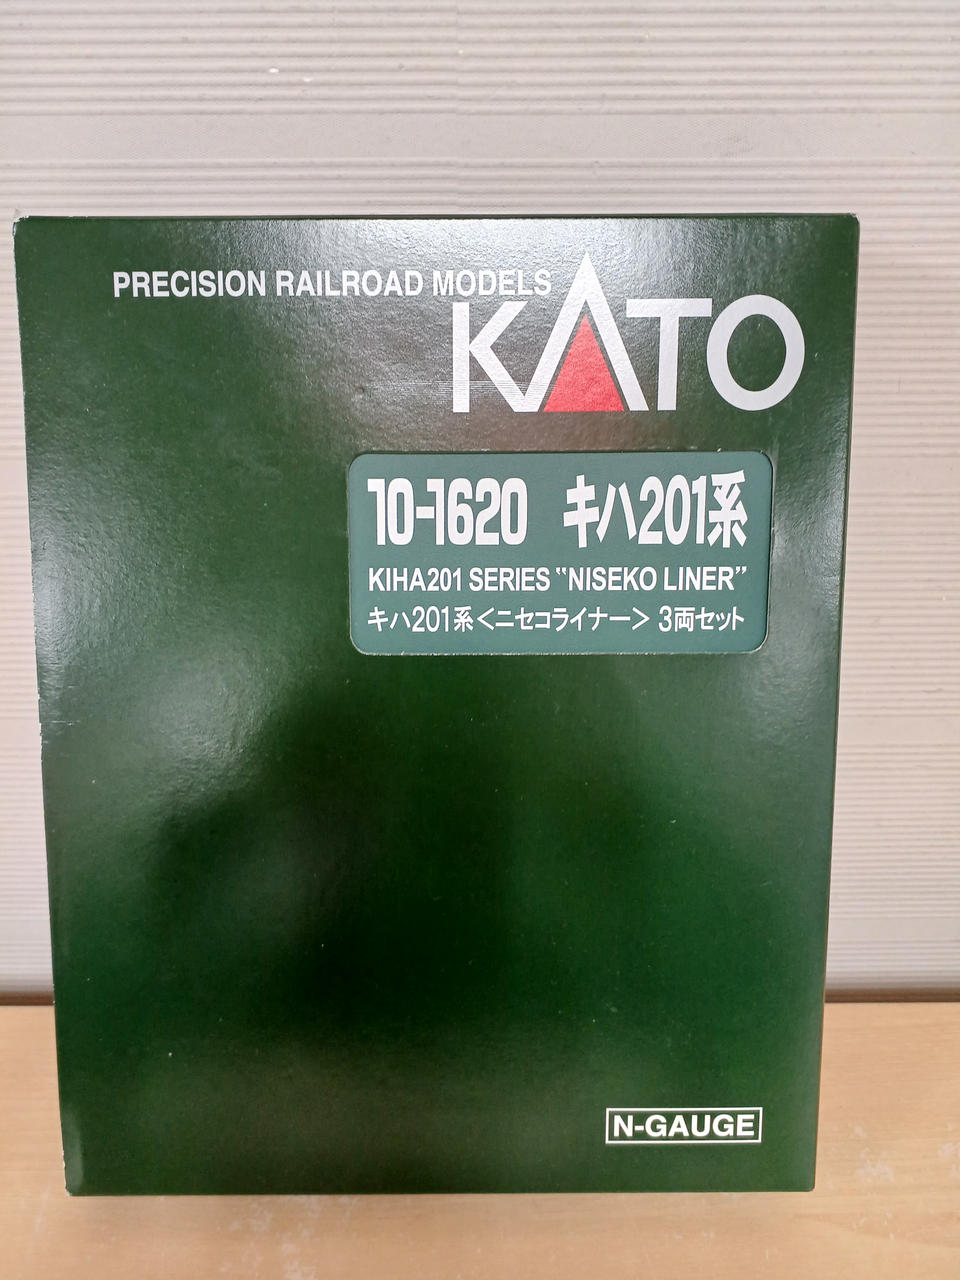 PRECISION RAILROAD MODELS
KATO
10-1620 キハ201系
KIHA201 SERIES "NISEKO LINER"
キハ201系<ニセコライナー> 3両セット
N-GAUGE